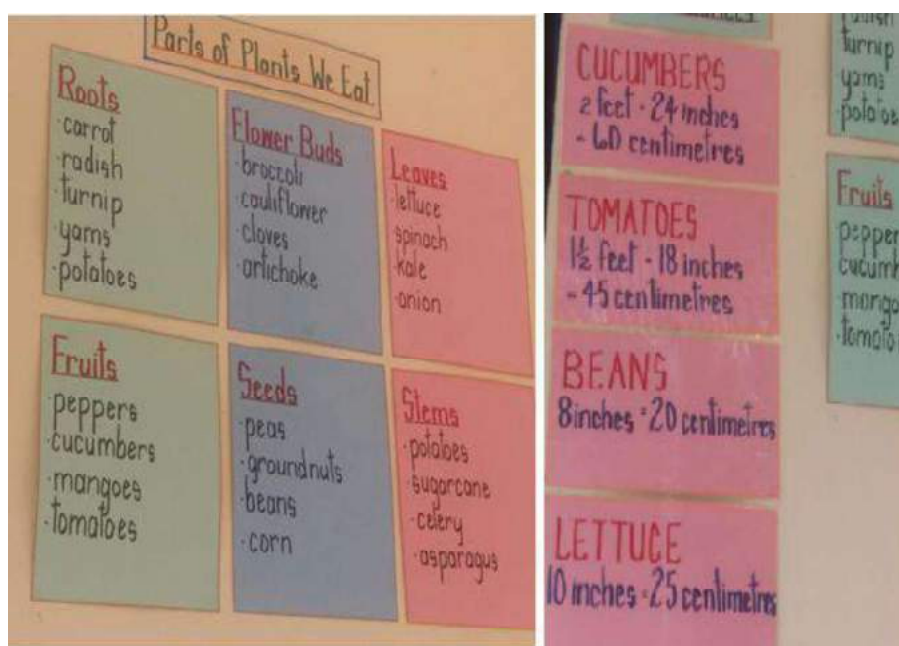 Parts of Plants We Eat
Roots
·carrot
·radish
·turnip
·yams
·potatoes
Flower Buds
·broccoli
·cauliflower
·cloves
·artichoke
Leaves
·lettuce
·spinach
·kale
·onion
Fruits
·peppers
·cucumbers
·mangoes
·tomatoes
Seeds
·peas
·groundnuts
·beans
·corn
Stems
·potatoes
·sugarcane
·celery
·asparagus
CUCUMBERS
2 feet - 24 inches
- 60 centimetres
TOMATOES
1½ feet - 18 inches
- 45 centimetres
BEANS
8 inches = 20 centimetres
LETTUCE
10 inches = 25 centimetres
radish
turnip
·yams
·potatoe
Fruits
·pepper
cucumb
·mango
·tomato